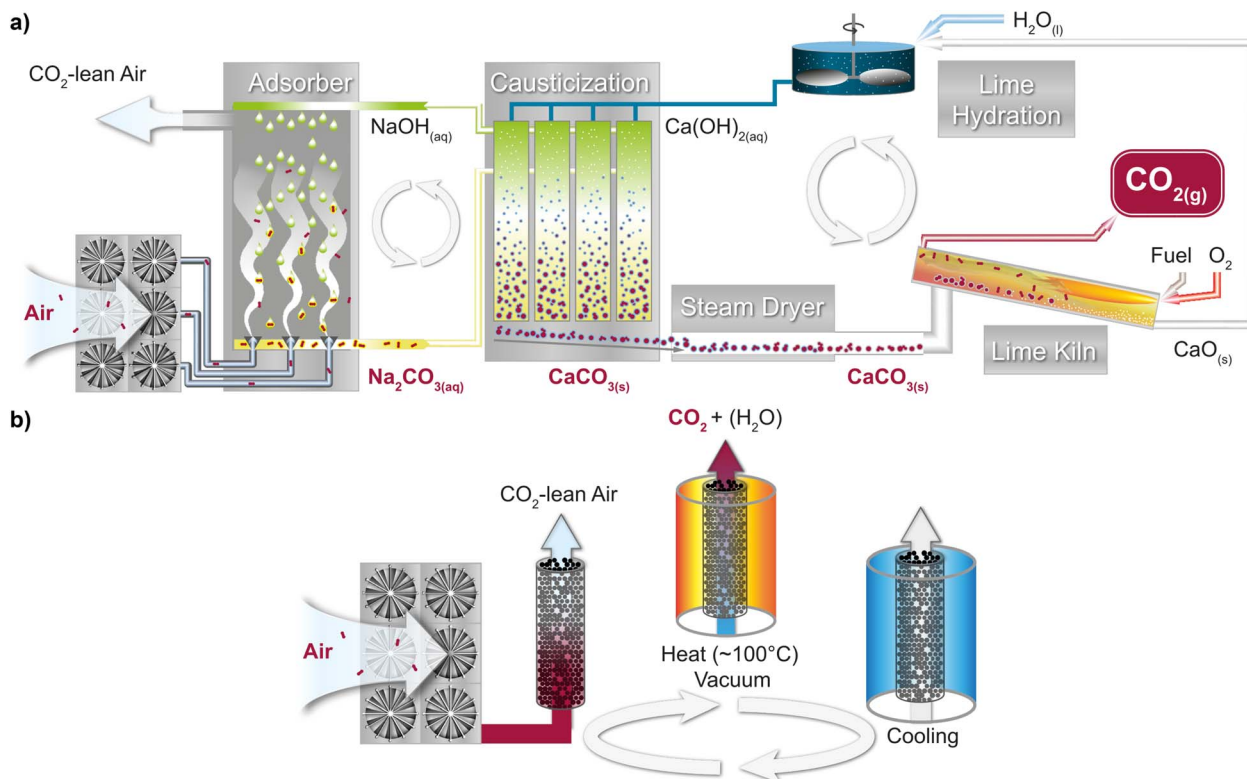 a)
CO₂-lean Air
Adsorber
NaOH(aq)
Causticization
Ca(OH)₂(aq)
H₂O(l)
Lime
Hydration
CO₂(g)
Fuel
O₂
Air
Steam Dryer
Lime Kiln
CaO(s)
Na₂CO₃(aq)
CaCO₃(s)
CaCO₃(s)
b)
CO₂ + (H₂O)
CO₂-lean Air
Air
Heat (~100°C)
Vacuum
Cooling